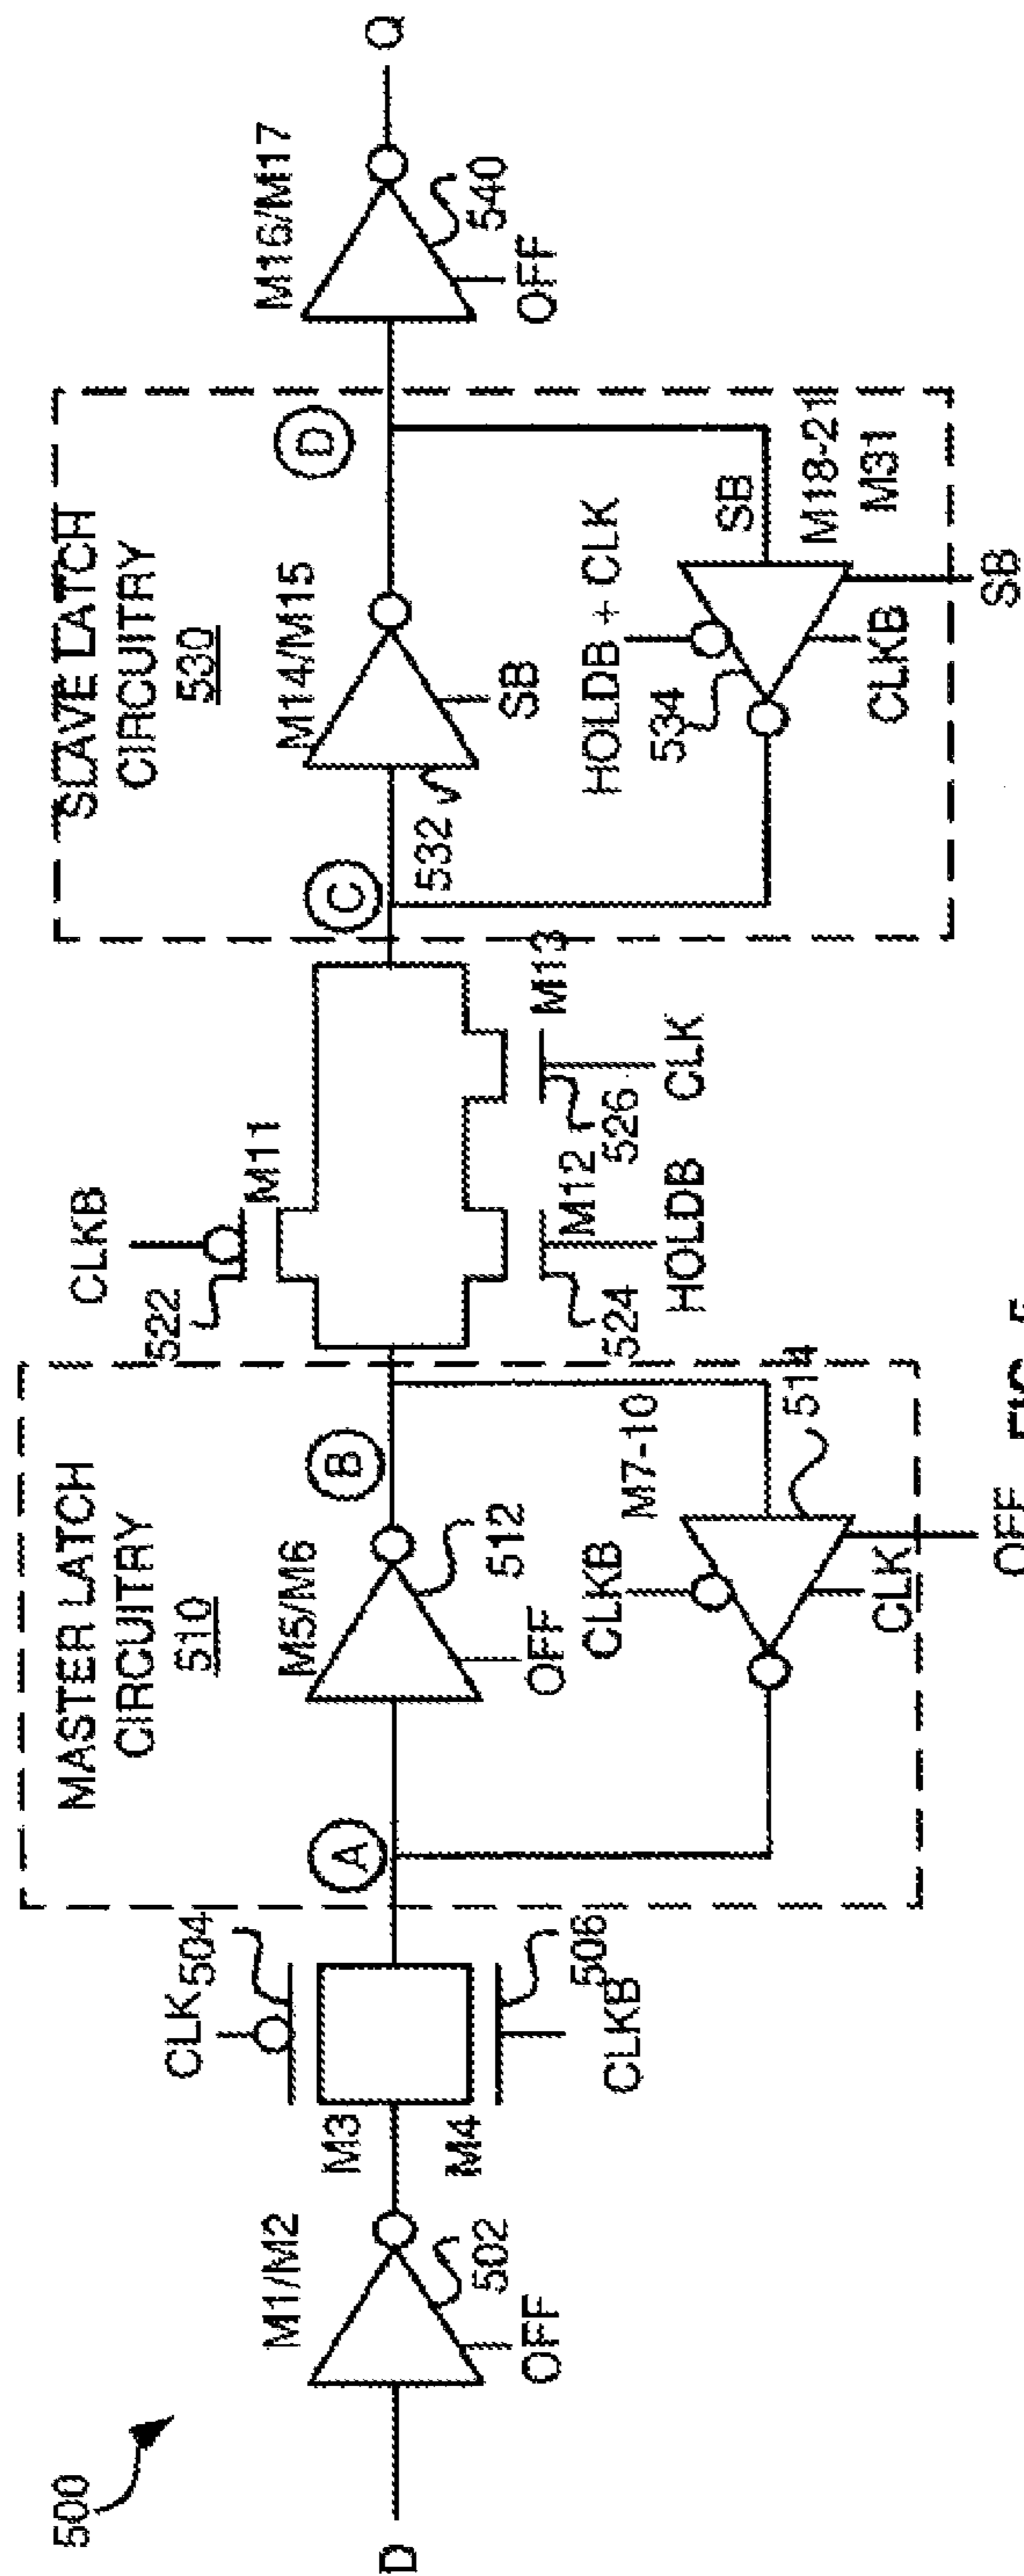 500
D
M1/M2
502
OFF
CLK
504
M3
M4
506
CLKB
MASTER LATCH
CIRCUITRY
510
A
M5/M6
B
512
OFF
CLKB
M7-10
514
CLK
OFF
CLKB
522
M11
M12
524
HOLDB
M13
526
CLK
SLAVE LATCH
CIRCUITRY
530
C
M14/M15
D
532
SB
HOLDB + CLK
534
SB
M18-21
M31
CLKB
SB
M16/M17
540
OFF
Q